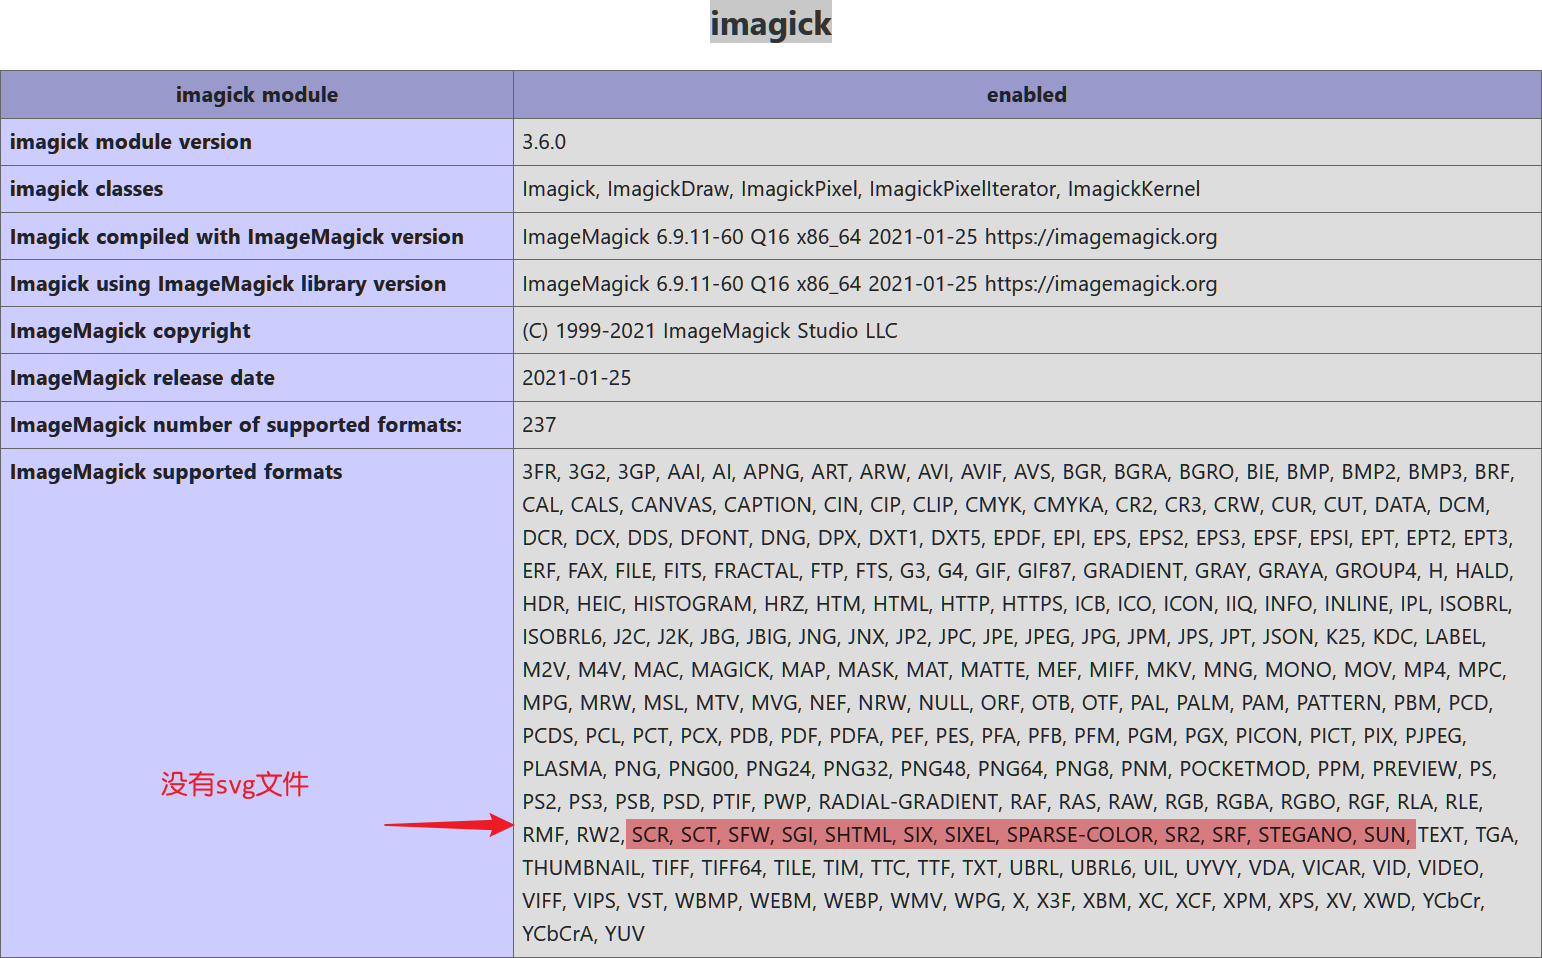 imagick
imagick module enabled
imagick module version 3.6.0
imagick classes Imagick, ImagickDraw, ImagickPixel, ImagickPixelIterator, ImagickKernel
Imagick compiled with ImageMagick version ImageMagick 6.9.11-60 Q16 x86_64 2021-01-25 https://imagemagick.org
Imagick using ImageMagick library version ImageMagick 6.9.11-60 Q16 x86_64 2021-01-25 https://imagemagick.org
ImageMagick copyright (C) 1999-2021 ImageMagick Studio LLC
ImageMagick release date 2021-01-25
ImageMagick number of supported formats: 237
ImageMagick supported formats 3FR, 3G2, 3GP, AAI, AI, APNG, ART, ARW, AVI, AVIF, AVS, BGR, BGRA, BGRO, BIE, BMP, BMP2, BMP3, BRF,
CAL, CALS, CANVAS, CAPTION, CIN, CIP, CLIP, CMYK, CMYKA, CR2, CR3, CRW, CUR, CUT, DATA, DCM,
DCR, DCX, DDS, DFONT, DNG, DPX, DXT1, DXT5, EPDF, EPI, EPS, EPS2, EPS3, EPSF, EPSI, EPT, EPT2, EPT3,
ERF, FAX, FILE, FITS, FRACTAL, FTP, FTS, G3, G4, GIF, GIF87, GRADIENT, GRAY, GRAYA, GROUP4, H, HALD,
HDR, HEIC, HISTOGRAM, HRZ, HTM, HTML, HTTP, HTTPS, ICB, ICO, ICON, IIQ, INFO, INLINE, IPL, ISOBRL,
ISOBRL6, J2C, J2K, JBG, JBIG, JNG, JNX, JP2, JPC, JPE, JPEG, JPG, JPM, JPS, JPT, JSON, K25, KDC, LABEL,
M2V, M4V, MAC, MAGICK, MAP, MASK, MAT, MATTE, MEF, MIFF, MKV, MNG, MONO, MOV, MP4, MPC,
MPG, MRW, MSL, MTV, MVG, NEF, NRW, NULL, ORF, OTB, OTF, PAL, PALM, PAM, PATTERN, PBM, PCD,
PCDS, PCL, PCT, PCX, PDB, PDF, PDFA, PEF, PES, PFA, PFB, PFM, PGM, PGX, PICON, PICT, PIX, PJPEG,
没有svg文件 PLASMA, PNG, PNG00, PNG24, PNG32, PNG48, PNG64, PNG8, PNM, POCKETMOD, PPM, PREVIEW, PS,
PS2, PS3, PSB, PSD, PTIF, PWP, RADIAL-GRADIENT, RAF, RAS, RAW, RGB, RGBA, RGBO, RGF, RLA, RLE,
RMF, RW2, SCR, SCT, SFW, SGI, SHTML, SIX, SIXEL, SPARSE-COLOR, SR2, SRF, STEGANO, SUN, TEXT, TGA,
THUMBNAIL, TIFF, TIFF64, TILE, TIM, TTC, TTF, TXT, UBRL, UBRL6, UIL, UYVY, VDA, VICAR, VID, VIDEO,
VIFF, VIPS, VST, WBMP, WEBM, WEBP, WMV, WPG, X, X3F, XBM, XC, XCF, XPM, XPS, XV, XWD, YCbCr,
YCbCrA, YUV